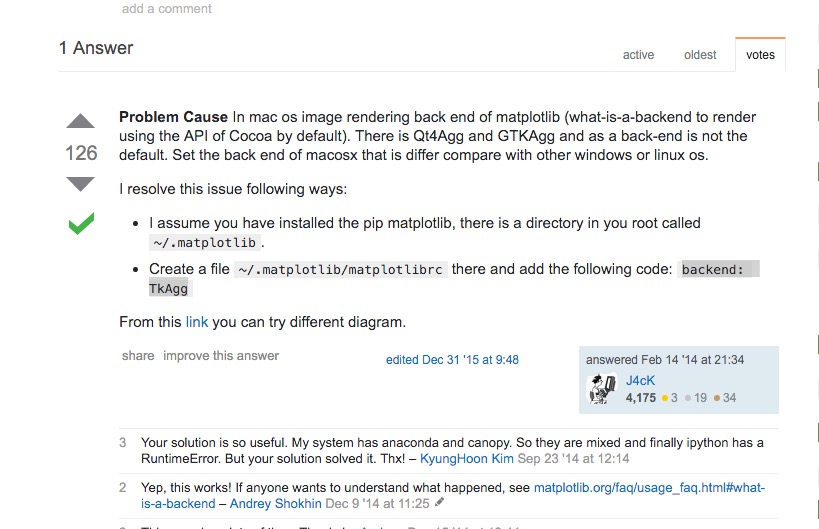 add a comment
1 Answer
active oldest votes
Problem Cause In mac os image rendering back end of matplotlib (what-is-a-backend to render
using the API of Cocoa by default). There is Qt4Agg and GTKAgg and as a back-end is not the
default. Set the back end of macosx that is differ compare with other windows or linux os.
126
I resolve this issue following ways:
• I assume you have installed the pip matplotlib, there is a directory in you root called
~/.matplotlib .
• Create a file ~/.matplotlib/matplotlibrc there and add the following code: backend:
TkAgg
From this link you can try different diagram.
share improve this answer
edited Dec 31 '15 at 9:48
answered Feb 14 '14 at 21:34
J4cK
4,175 ●3 ●19 ●34
3 Your solution is so useful. My system has anaconda and canopy. So they are mixed and finally ipython has a
RuntimeError. But your solution solved it. Thx! – KyungHoon Kim Sep 23 '14 at 12:14
2 Yep, this works! If anyone wants to understand what happened, see matplotlib.org/faq/usage_faq.html#what-
is-a-backend – Andrey Shokhin Dec 9 '14 at 11:25